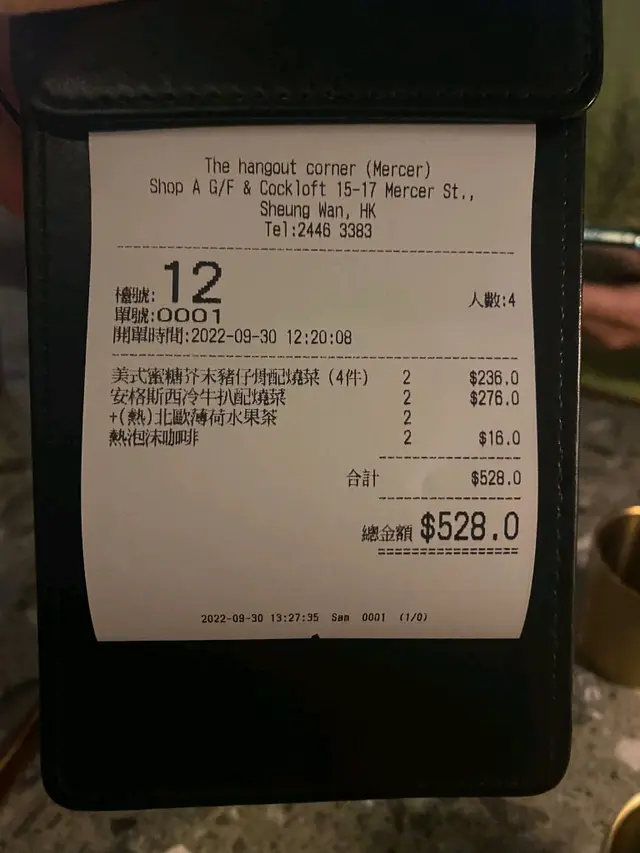 The hangout corner (Mercer)
Shop A G/F & Cockloft 15-17 Mercer St.,
Sheung Wan, HK
Tel:2446 3383
檯號: 12
人數:4
單號:0001
開單時間:2022-09-30 12:20:08
美式蜜糖芥末豬仔骨配燒菜 (4件) 2 $236.0
安格斯西冷牛扒配燒菜 2 $276.0
+(熱)北歐薄荷水果茶 2
熱泡沫咖啡 2 $16.0
合計 $528.0
總金額 $528.0
2022-09-30 13:27:35 Sam 0001 (1/0)